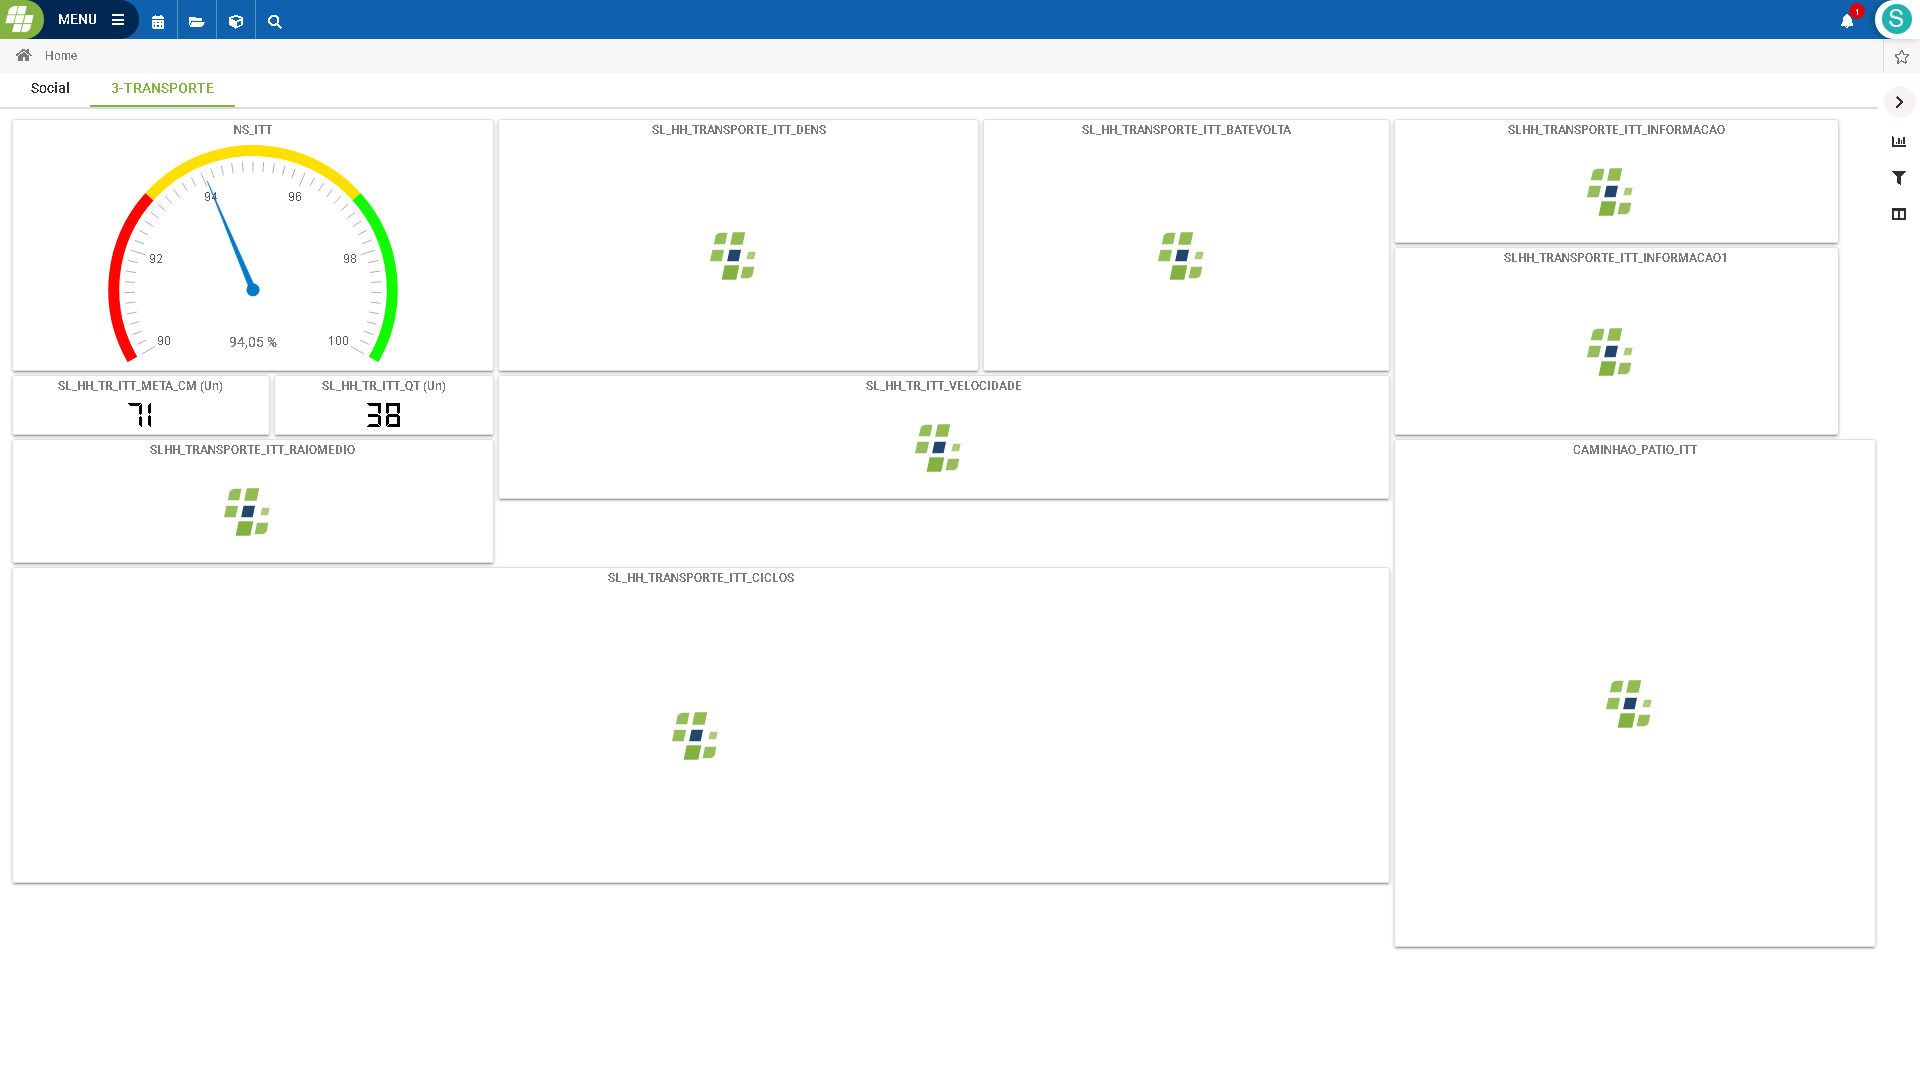 MENU
1
S
Home
Social
3-TRANSPORTE
NS_ITT
94
96
92
98
90
100
94,05 %
SL_HH_TRANSPORTE_ITT_DENS
SL_HH_TRANSPORTE_ITT_BATEVOLTA
SLHH_TRANSPORTE_ITT_INFORMACAO
SLHH_TRANSPORTE_ITT_INFORMACAO1
SL_HH_TR_ITT_META_CM (Un)
71
SL_HH_TR_ITT_QT (Un)
38
SL_HH_TR_ITT_VELOCIDADE
SLHH_TRANSPORTE_ITT_RAIOMEDIO
CAMINHAO_PATIO_ITT
SL_HH_TRANSPORTE_ITT_CICLOS